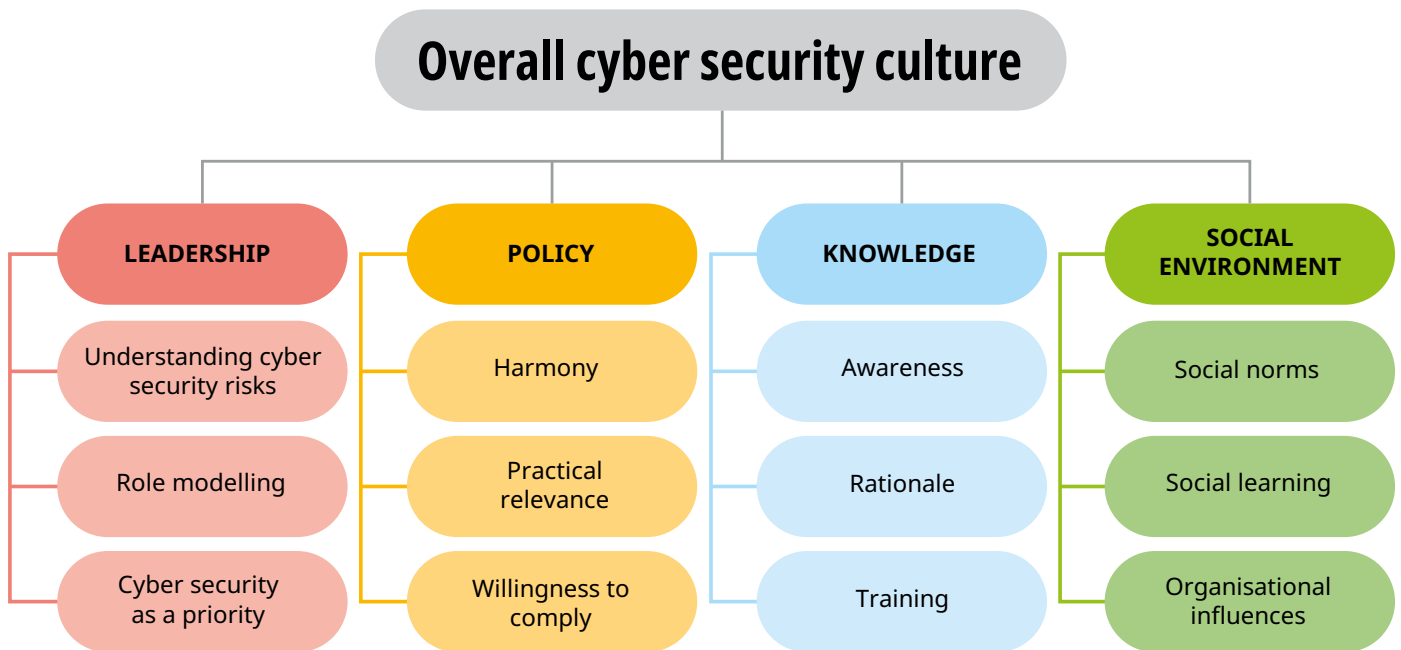 Overall cyber security culture
LEADERSHIP
Understanding cyber
security risks
Role modelling
Cyber security
as a priority
POLICY
Harmony
Practical
relevance
Willingness to
comply
KNOWLEDGE
Awareness
Rationale
Training
SOCIAL
ENVIRONMENT
Social norms
Social learning
Organisational
influences